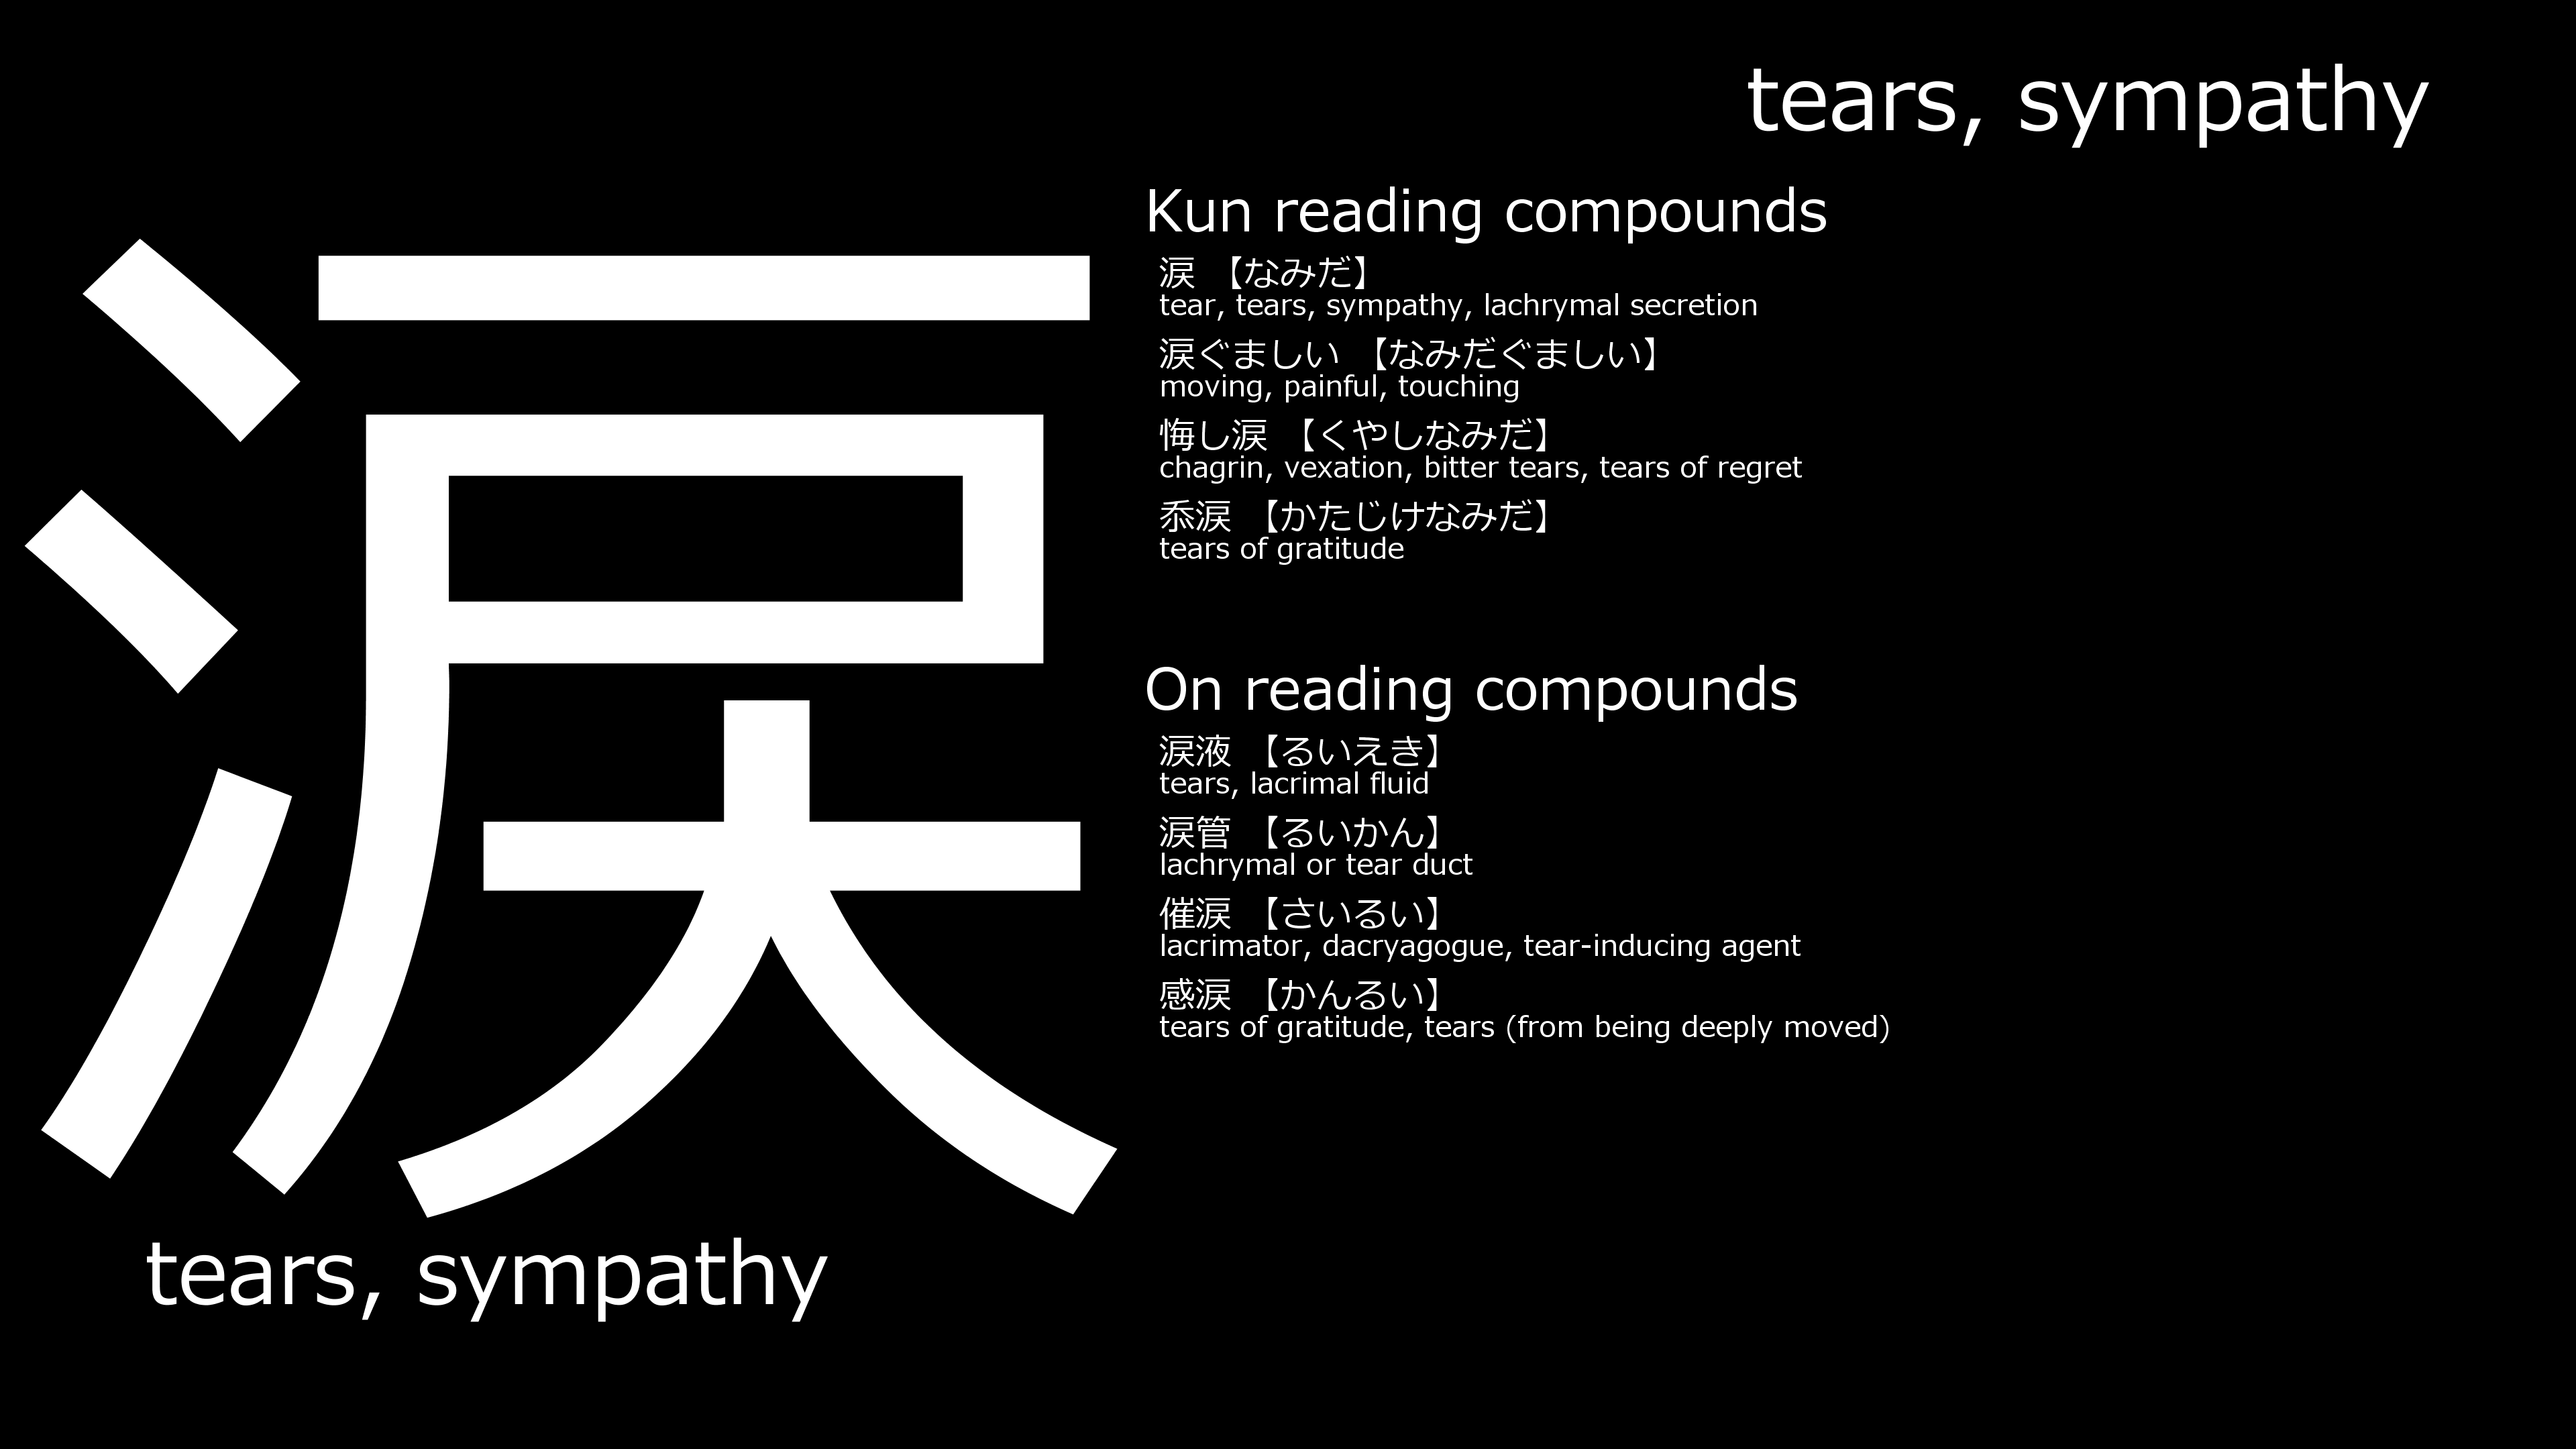 tears, sympathy
涙
tears, sympathy
Kun reading compounds
涙 【なみだ】
tear, tears, sympathy, lachrymal secretion
涙ぐましい 【なみだぐましい】
moving, painful, touching
悔し涙 【くやしなみだ】
chagrin, vexation, bitter tears, tears of regret
忝涙 【かたじけなみだ】
tears of gratitude
On reading compounds
涙液 【るいえき】
tears, lacrimal fluid
涙管 【るいかん】
lachrymal or tear duct
催涙 【さいるい】
lacrimator, dacryagogue, tear-inducing agent
感涙 【かんるい】
tears of gratitude, tears (from being deeply moved)